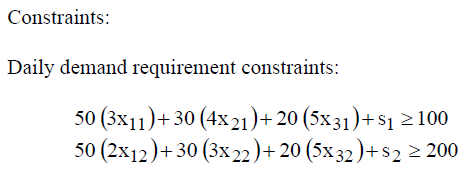 Constraints:
Daily demand requirement constraints:
50 (3x₁₁)+30 (4x₂₁)+20 (5x₃₁)+s₁ ≥100
50 (2x₁₂)+30 (3x₂₂)+20 (5x₃₂)+s₂ ≥ 200